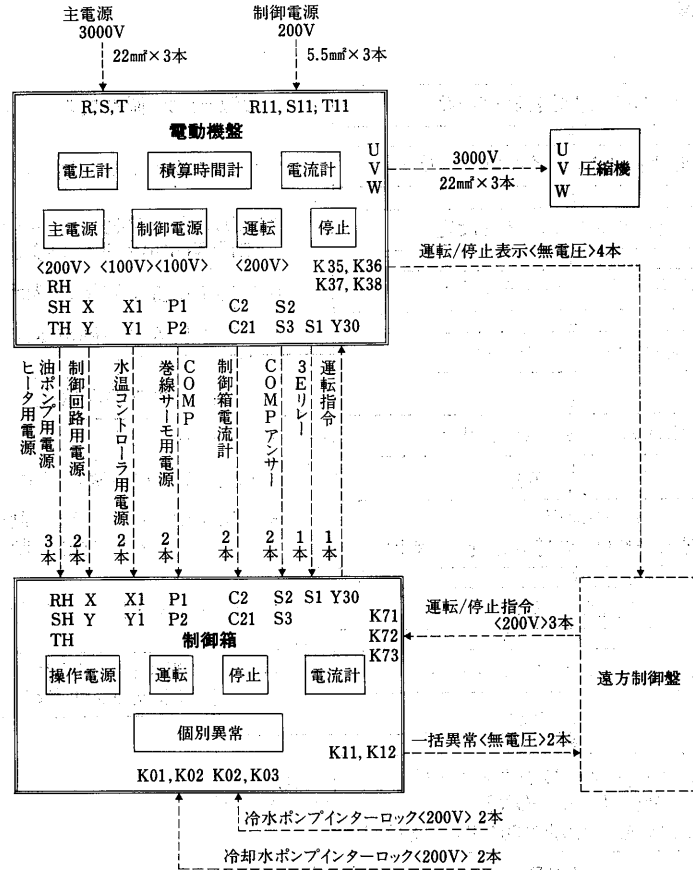 主電源
3000V
22㎟×3本
制御電源
200V
5.5㎟×3本
R,S,T
R11, S11; T11
電動機盤
電圧計
積算時間計
電流計
U
V
W
3000V
22㎟×3本
U
V
W
圧縮機
主電源
制御電源
運転
停止
<200V>
<100V><100V>
<200V>
K35, K36
K37, K38
運転/停止表示<無電圧>4本
RH
SH X X1 P1 C2 S2
TH Y Y1 P2 C21 S3 S1 Y30
油ポンプ用電源
ヒータ用電源
制御回路用電源
水温コントローラ用電源
COMP
巻線サーモ用電源
制御箱電流計
COMPアンサー
3Eリレー
運転指令
3本
2本
2本
2本
2本
2本
1本
1本
RH X X1 P1 C2 S2 S1 Y30
SH Y Y1 P2 C21 S3
TH
制御箱
K71
K72
K73
運転/停止指令
<200V>3本
遠方制御盤
操作電源
運転
停止
電流計
個別異常
K11, K12
一括異常<無電圧>2本
K01, K02 K02, K03
冷水ポンプインターロック<200V> 2本
冷却水ポンプインターロック<200V> 2本